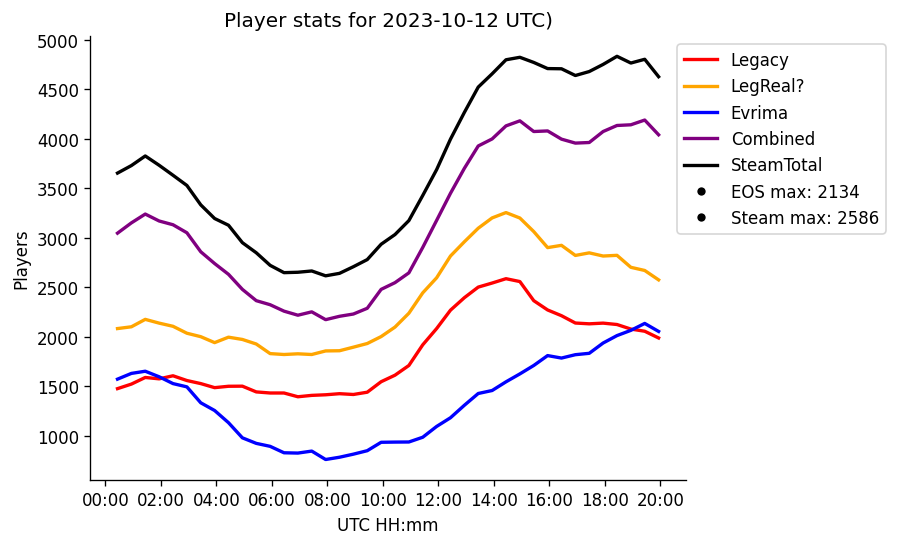 Player stats for 2023-10-12 UTC)
5000
4500
4000
3500
3000
2500
2000
1500
1000
Players
00:00 02:00 04:00 06:00 08:00 10:00 12:00 14:00 16:00 18:00 20:00
UTC HH:mm
Legacy
LegReal?
Evrima
Combined
SteamTotal
EOS max: 2134
Steam max: 2586